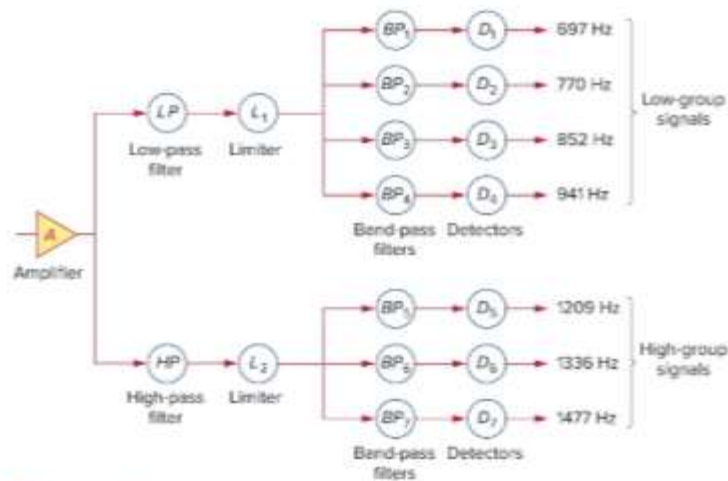 BP₁ D₁ 697 Hz
BP₂ D₂ 770 Hz
Low-group
signals
LP L₁
Low-pass
filter
Limiter
BP₃ D₃ 852 Hz
BP₄ D₄ 941 Hz
Band-pass
filters
Detectors
A
Amplifier
BP₅ D₅ 1209 Hz
HP L₂
High-pass
filter
Limiter
BP₆ D₆ 1336 Hz
High-group
signals
BP₇ D₇ 1477 Hz
Band-pass
filters
Detectors